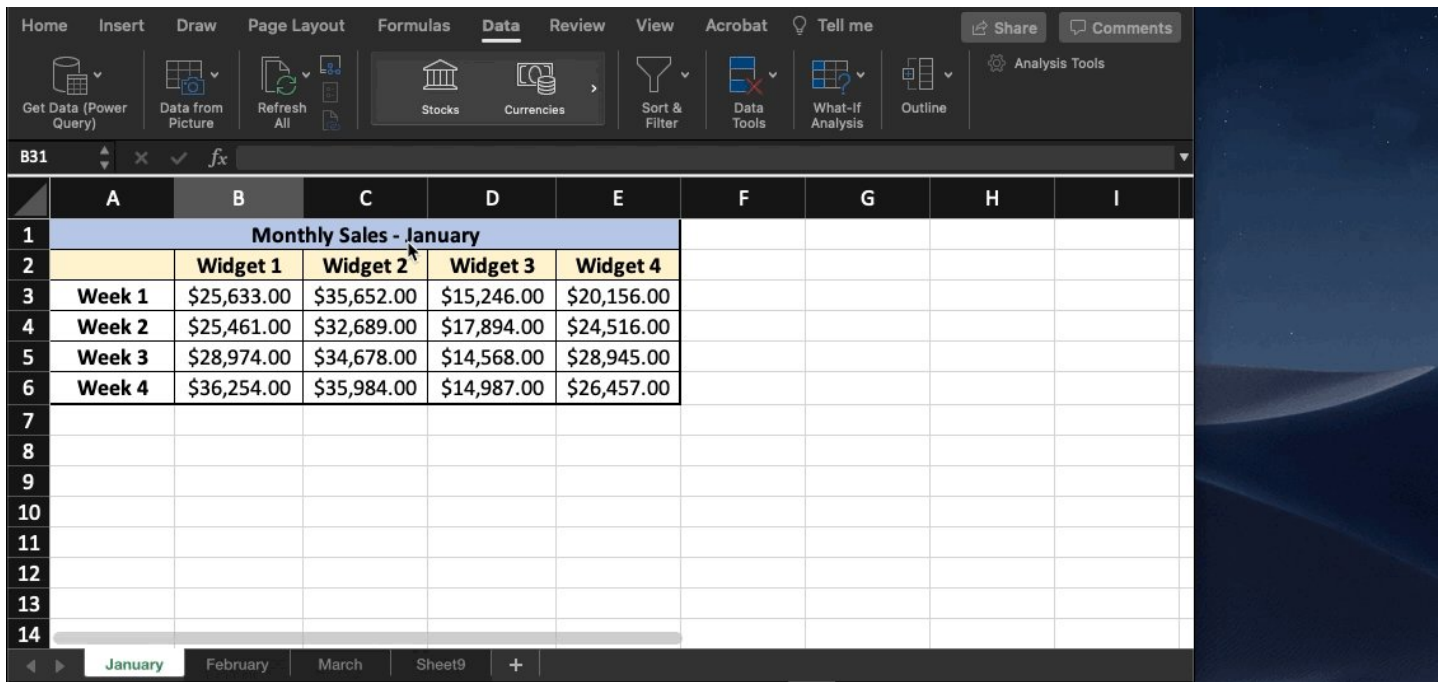 Home Insert Draw Page Layout Formulas Data Review View Acrobat Tell me Share Comments
Get Data (Power Query) Data from Picture Refresh All Stocks Currencies Sort & Filter Data Tools What-If Analysis Outline Analysis Tools
B31 fx
A B C D E F G H I
1 Monthly Sales - January
2 Widget 1 Widget 2 Widget 3 Widget 4
3 Week 1 $25,633.00 $35,652.00 $15,246.00 $20,156.00
4 Week 2 $25,461.00 $32,689.00 $17,894.00 $24,516.00
5 Week 3 $28,974.00 $34,678.00 $14,568.00 $28,945.00
6 Week 4 $36,254.00 $35,984.00 $14,987.00 $26,457.00
7
8
9
10
11
12
13
14
January February March Sheet9 +